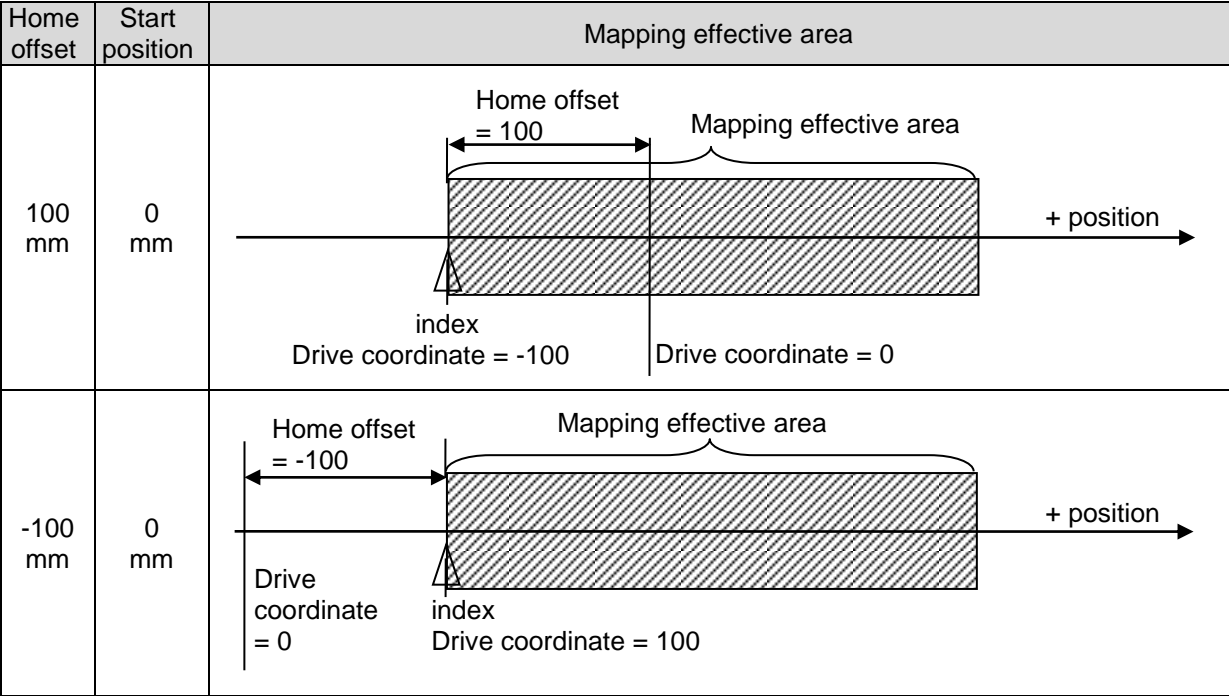 Home
offset
Start
position
Mapping effective area
100
mm
0
mm
Home offset
= 100
Mapping effective area
+ position
index
Drive coordinate = -100
Drive coordinate = 0
-100
mm
0
mm
Home offset
= -100
Mapping effective area
+ position
Drive
coordinate
= 0
index
Drive coordinate = 100